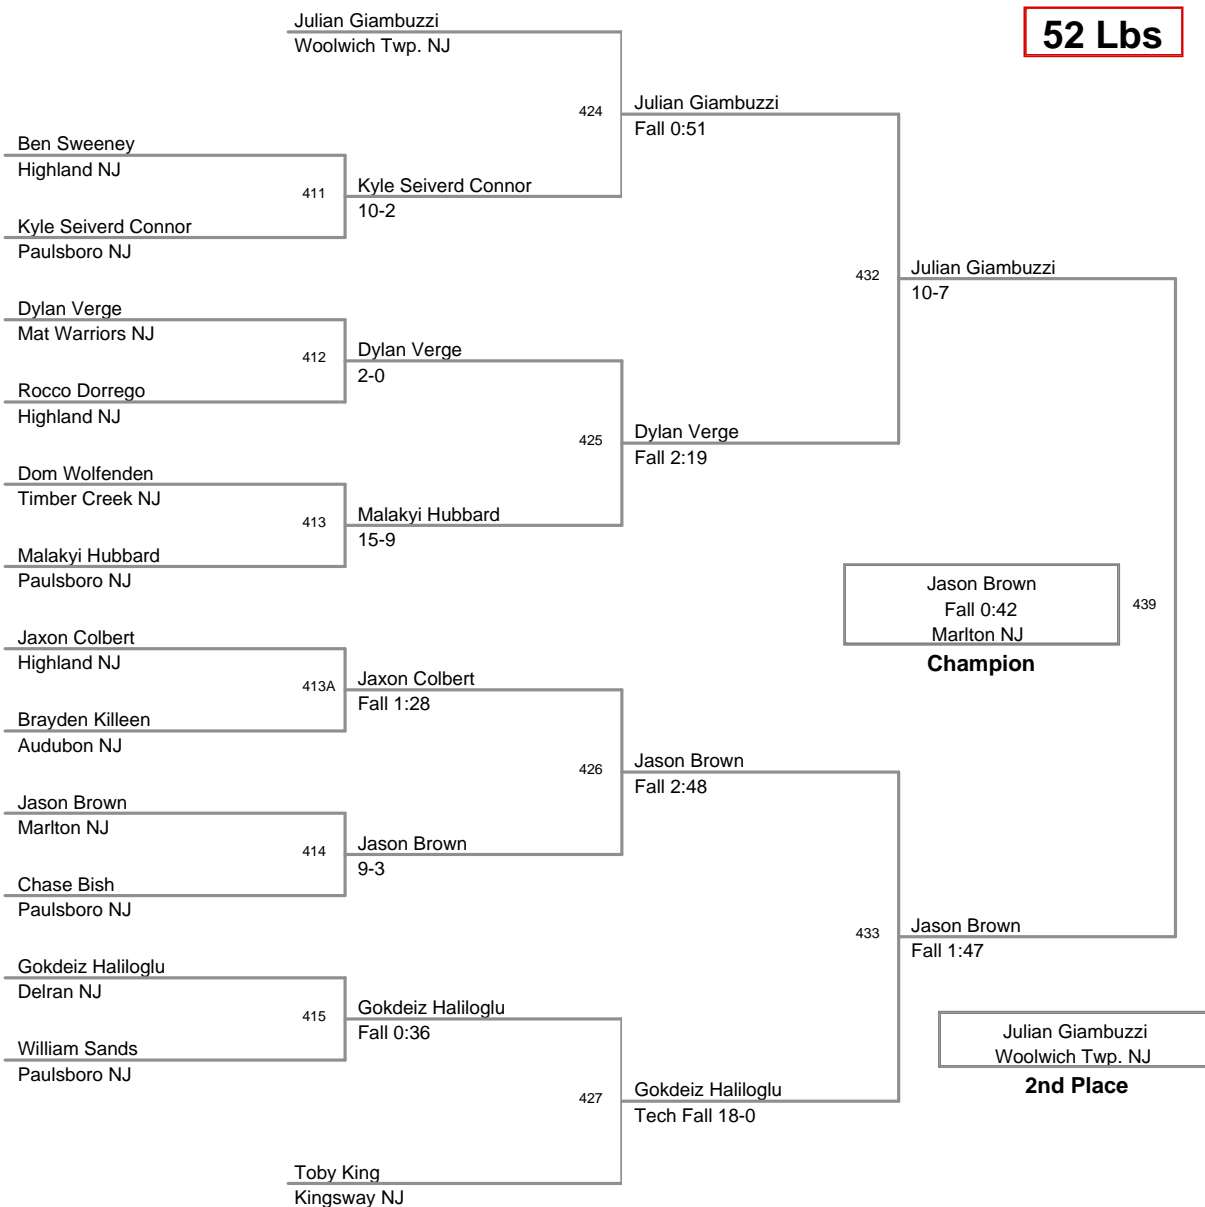 Julian Giambuzzi
Woolwich Twp. NJ
52 Lbs
424
Julian Giambuzzi
Fall 0:51
Ben Sweeney
Highland NJ
411
Kyle Seiverd Connor
10-2
Kyle Seiverd Connor
Paulsboro NJ
432
Julian Giambuzzi
10-7
Dylan Verge
Mat Warriors NJ
412
Dylan Verge
2-0
Rocco Dorrego
Highland NJ
425
Dylan Verge
Fall 2:19
Dom Wolfenden
Timber Creek NJ
413
Malakyi Hubbard
15-9
Malakyi Hubbard
Paulsboro NJ
Jason Brown
Fall 0:42
Marlton NJ
439
Champion
Jaxon Colbert
Highland NJ
413A
Jaxon Colbert
Fall 1:28
Brayden Killeen
Audubon NJ
426
Jason Brown
Fall 2:48
Jason Brown
Marlton NJ
414
Jason Brown
9-3
Chase Bish
Paulsboro NJ
433
Jason Brown
Fall 1:47
Gokdeiz Haliloglu
Delran NJ
415
Gokdeiz Haliloglu
Fall 0:36
William Sands
Paulsboro NJ
Julian Giambuzzi
Woolwich Twp. NJ
2nd Place
427
Gokdeiz Haliloglu
Tech Fall 18-0
Toby King
Kingsway NJ